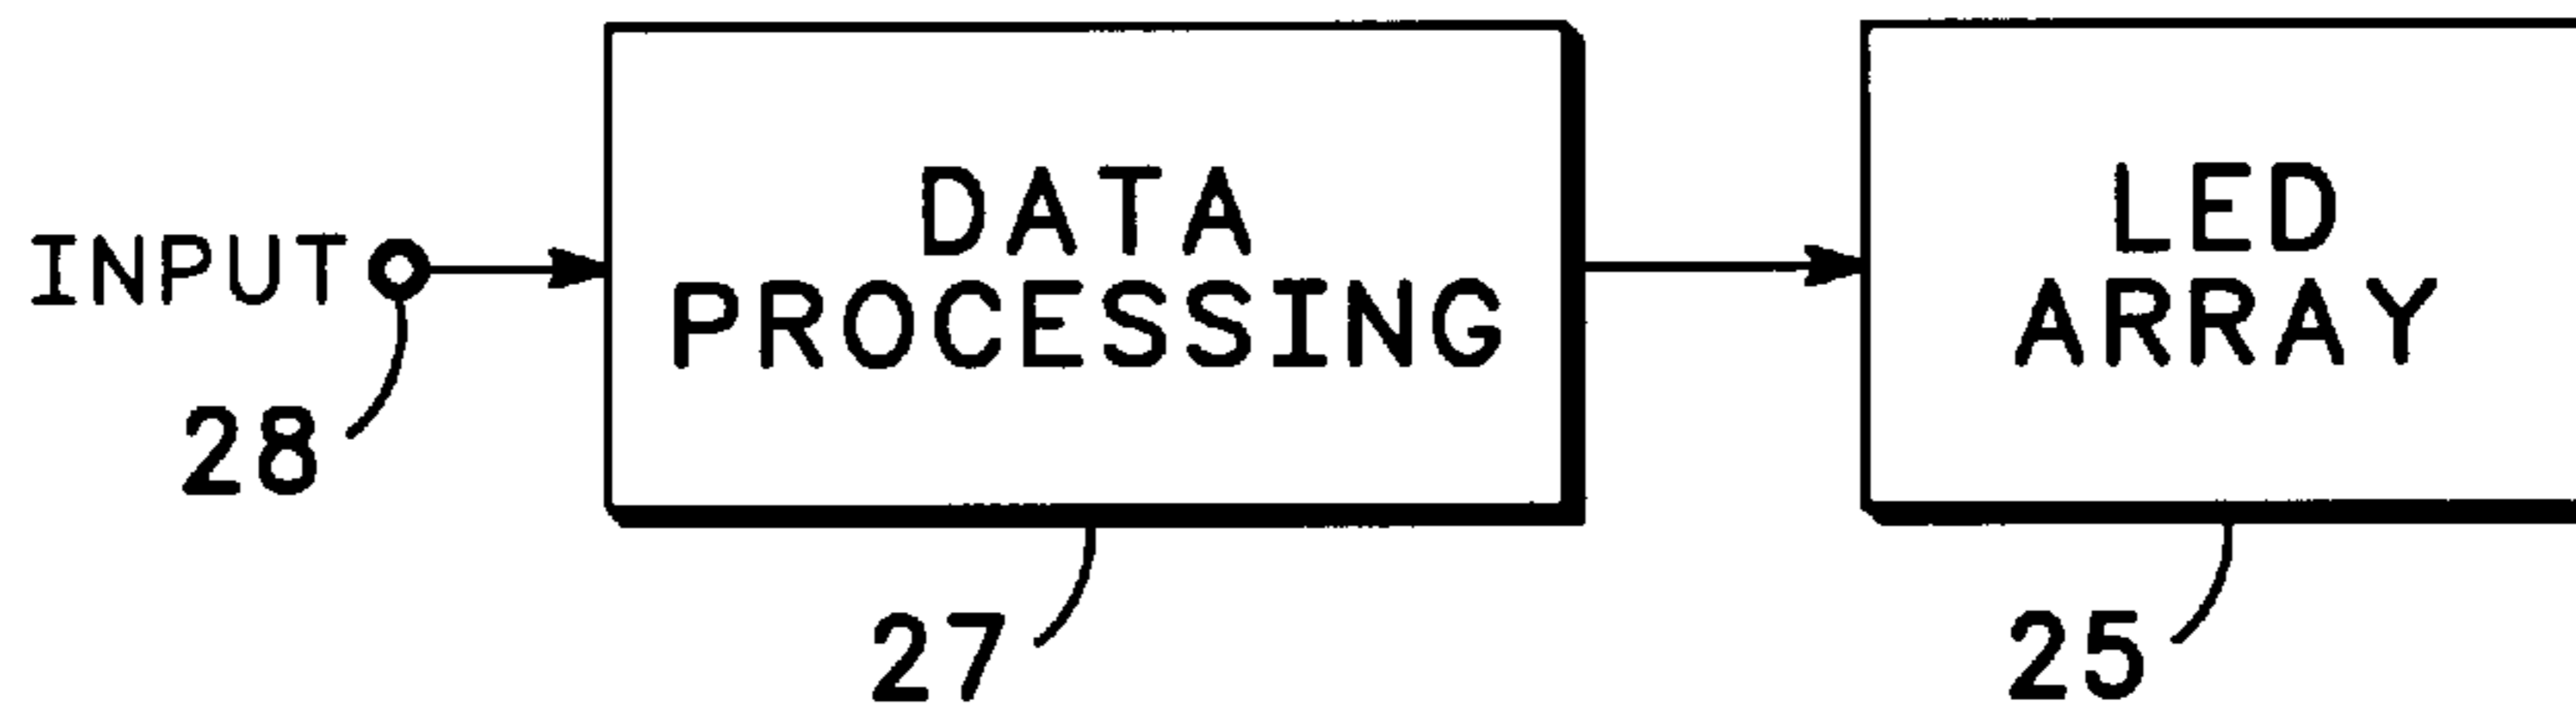 INPUT
28
DATA
PROCESSING
27
LED
ARRAY
25